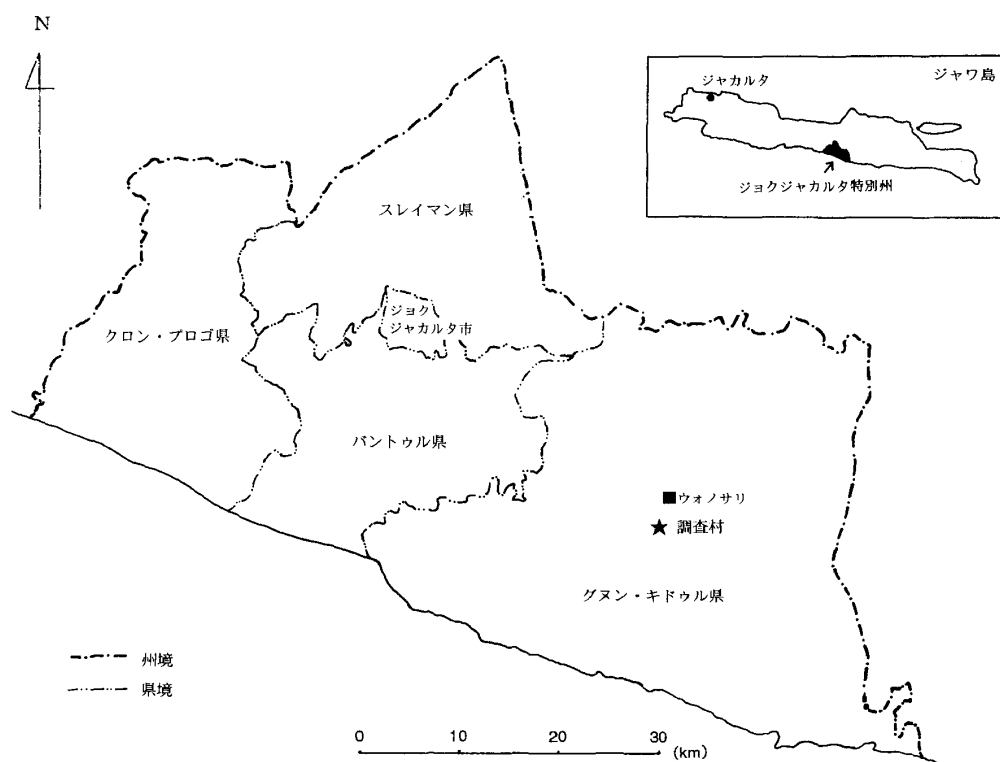 N
ジャカルタ
ジャワ島
ジョクジャカルタ特別州
スレイマン県
ジョク
ジャカルタ市
クロン・プロゴ県
バントゥル県
■ウォノサリ
★ 調査村
グヌン・キドゥル県
州境
県境
0 10 20 30
(km)